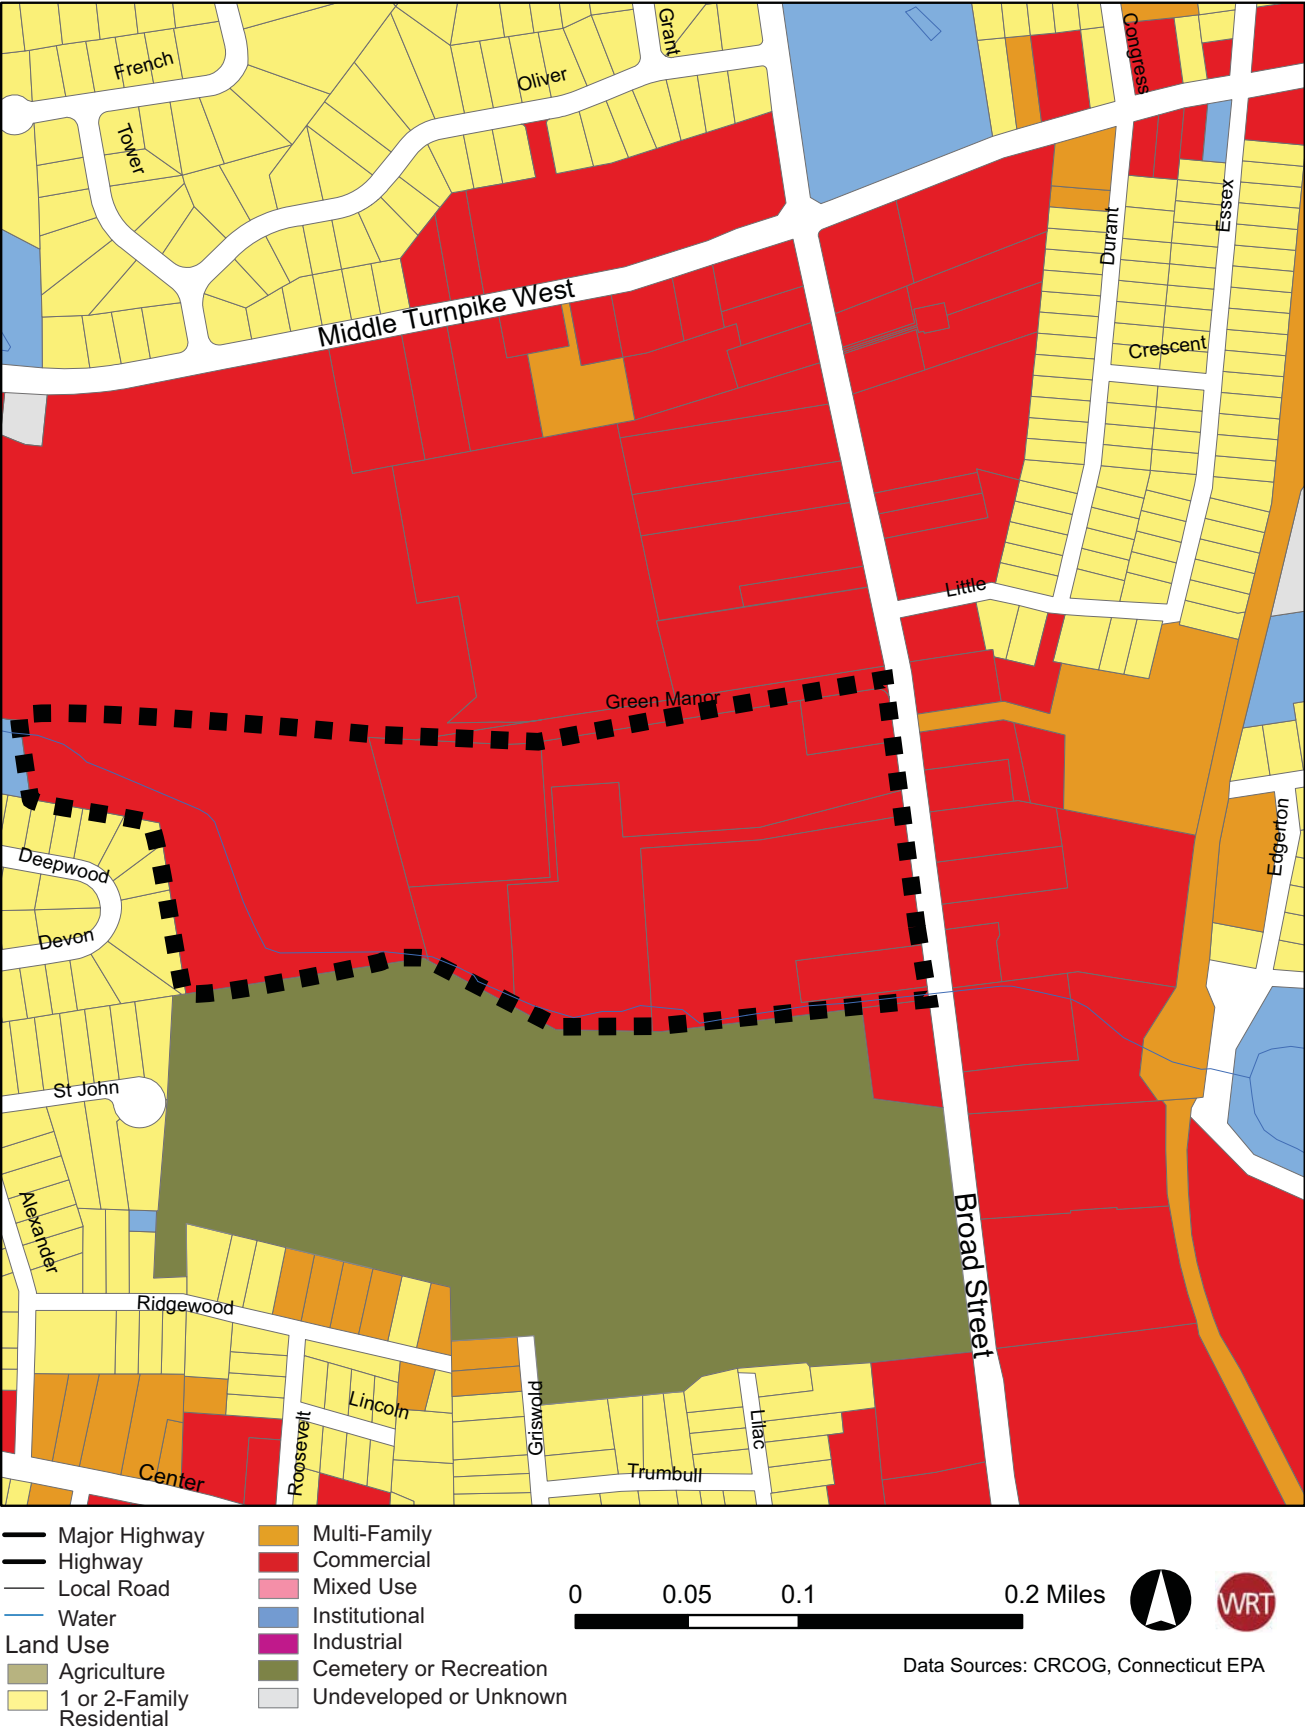 French
Tower
Oliver
Grant
Congress
Middle Turnpike West
Durant
Essex
Crescent
Little
Green Manor
Deepwood
Devon
Edgerton
St John
Alexander
Ridgewood
Broad Street
Lincoln
Roosevelt
Griswold
Lilac
Trumbull
Center
Major Highway
Highway
Local Road
Water
Land Use
Agriculture
1 or 2-Family
Residential
Multi-Family
Commercial
Mixed Use
Institutional
Industrial
Cemetery or Recreation
Undeveloped or Unknown
0 0.05 0.1 0.2 Miles
WRT
Data Sources: CRCOG, Connecticut EPA